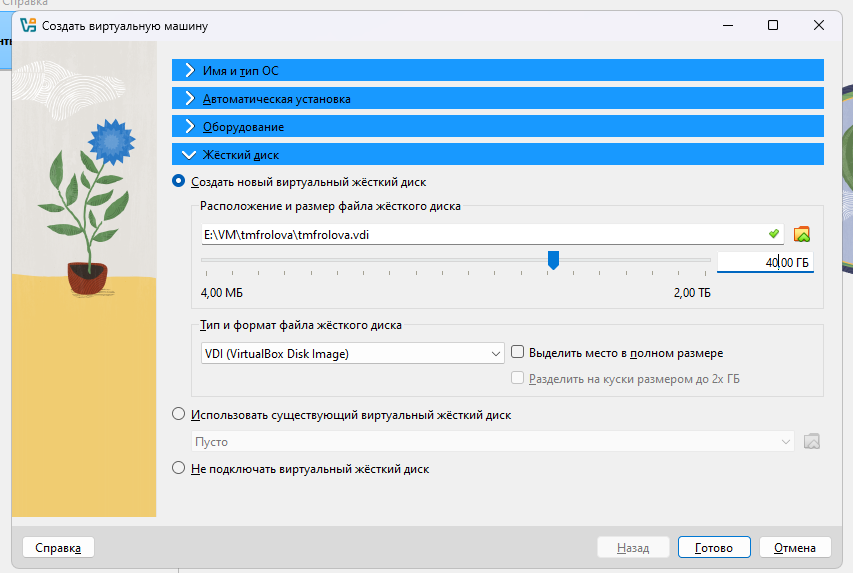 Справка
Создать виртуальную машину
Имя и тип ОС
Автоматическая установка
Оборудование
Жёсткий диск
Создать новый виртуальный жёсткий диск
Расположение и размер файла жёсткого диска
E:\VM\tmfrolova\tmfrolova.vdi
40,00 ГБ
4,00 МБ 2,00 ТБ
Тип и формат файла жёсткого диска
VDI (VirtualBox Disk Image) Выделить место в полном размере
Разделить на куски размером до 2х ГБ
Использовать существующий виртуальный жёсткий диск
Пусто
Не подключать виртуальный жёсткий диск
Справка Назад Готово Отмена